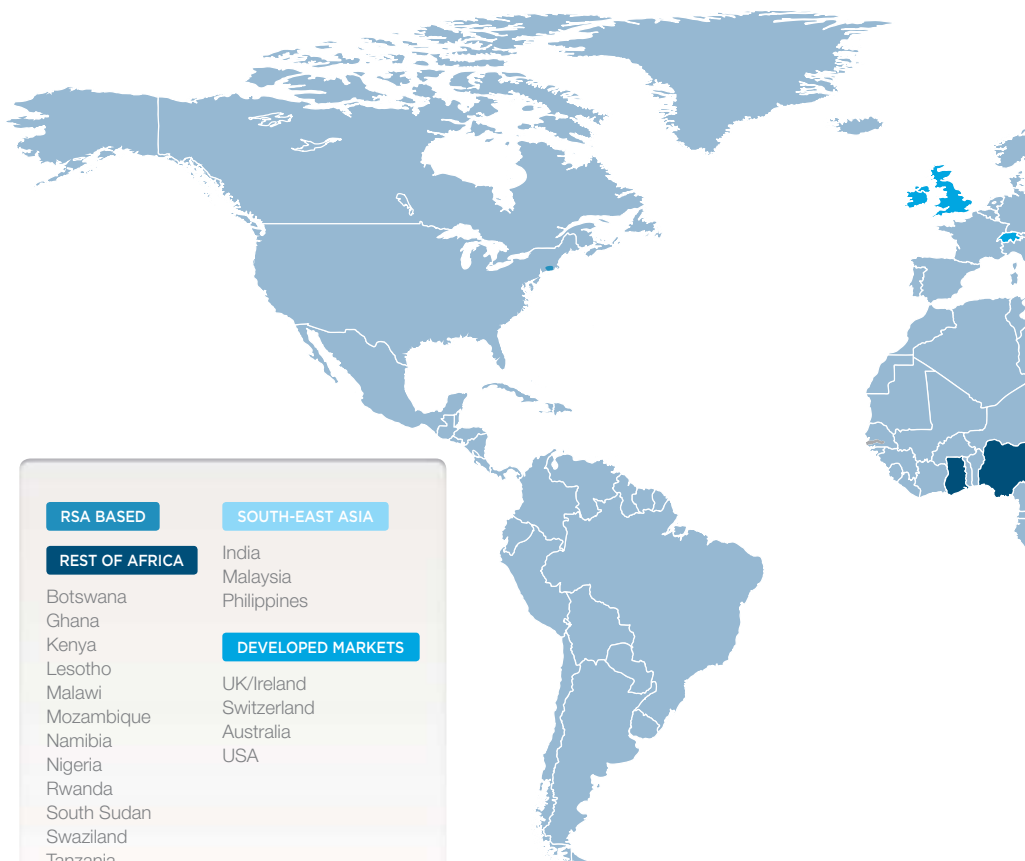 RSA BASED
REST OF AFRICA
Botswana
Ghana
Kenya
Lesotho
Malawi
Mozambique
Namibia
Nigeria
Rwanda
South Sudan
Swaziland
Tanzania
SOUTH-EAST ASIA
India
Malaysia
Philippines
DEVELOPED MARKETS
UK/Ireland
Switzerland
Australia
USA